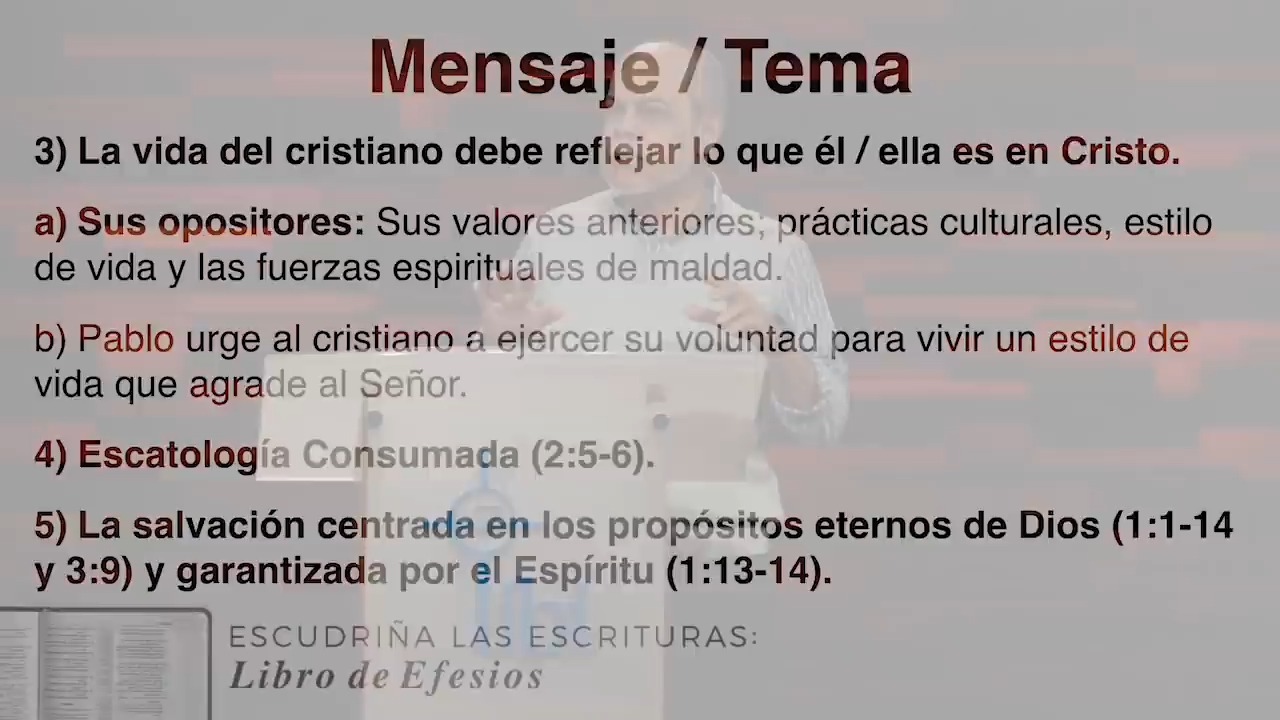 Mensaje / Tema
3) La vida del cristiano debe reflejar lo que él / ella es en Cristo.
a) Sus opositores: Sus valores anteriores, prácticas culturales, estilo
de vida y las fuerzas espirituales de maldad.
b) Pablo urge al cristiano a ejercer su voluntad para vivir un estilo de
vida que agrade al Señor.
4) Escatología Consumada (2:5-6).
5) La salvación centrada en los propósitos eternos de Dios (1:1-14
y 3:9) y garantizada por el Espíritu (1:13-14).
ESCUDRIÑA LAS ESCRITURAS:
Libro de Efesios